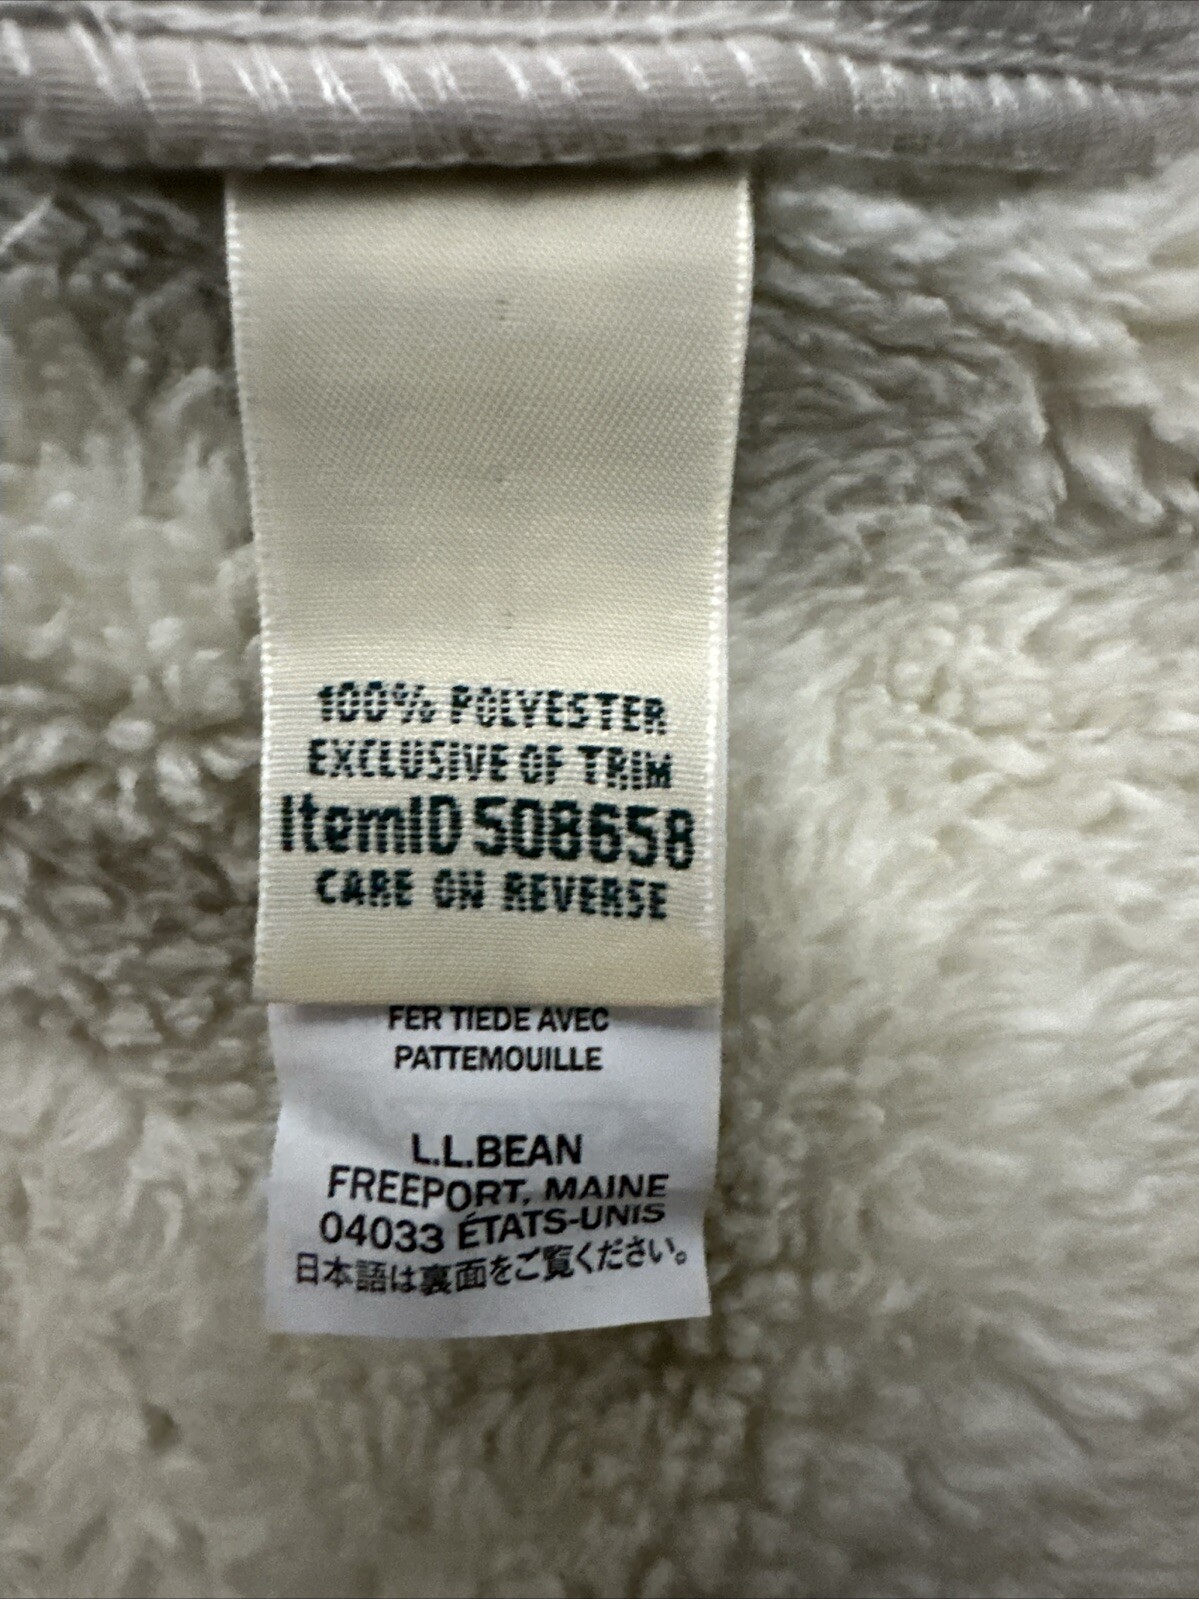 100% POLYESTER
EXCLUSIVE OF TRIM
ItemID 508658
CARE ON REVERSE
FER TIEDE AVEC
PATTEMOUILLE
L.L.BEAN
FREEPORT, MAINE
04033 ÉTATS-UNIS
日本語は裏面をご覧ください。